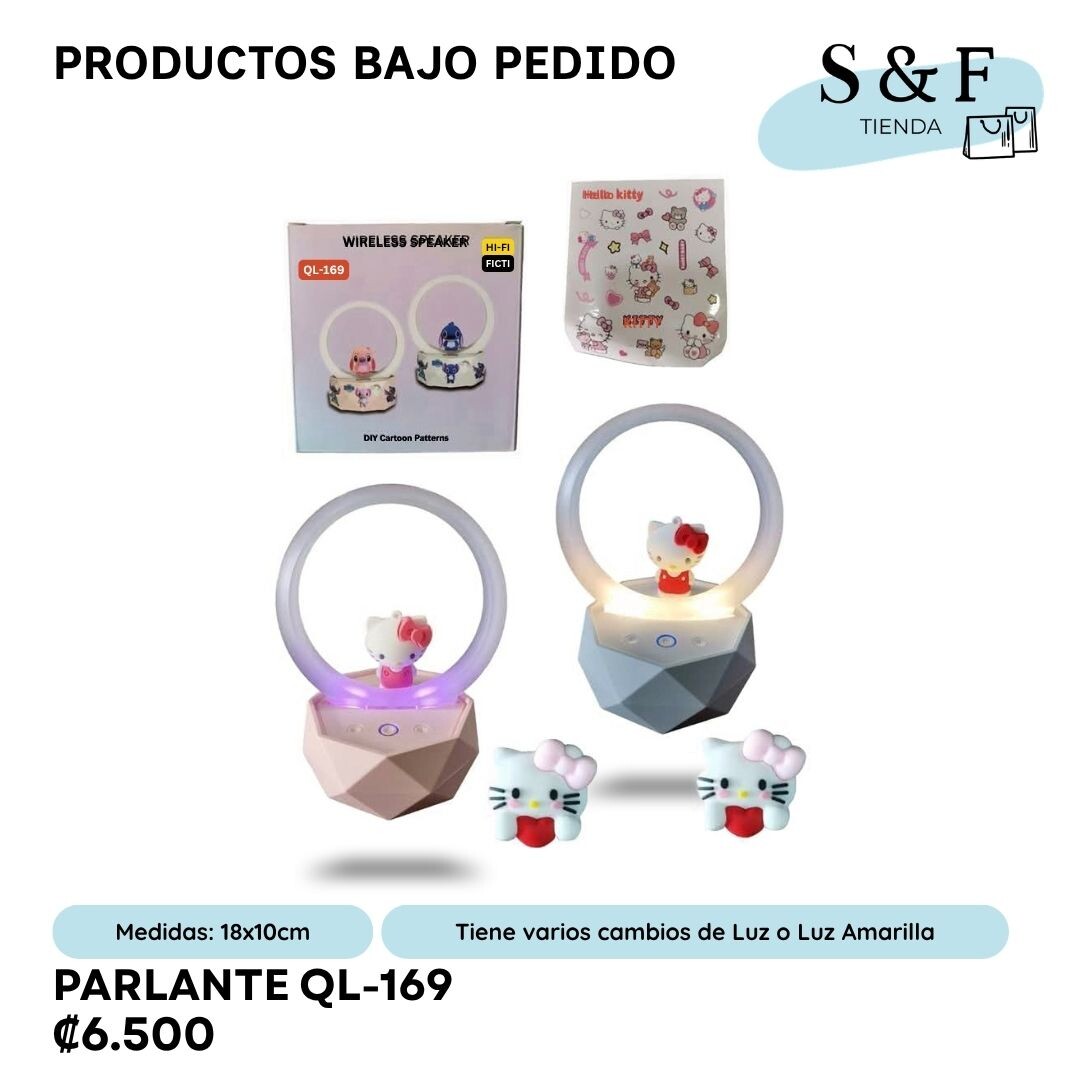 PRODUCTOS BAJO PEDIDO
S & F
TIENDA
Hello kitty
WIRELESS SPEAKER
HI-FI
QL-169
FICTI
KITTY
DIY Cartoon Patterns
Medidas: 18x10cm
Tiene varios cambios de Luz o Luz Amarilla
PARLANTE QL-169
₡6.500